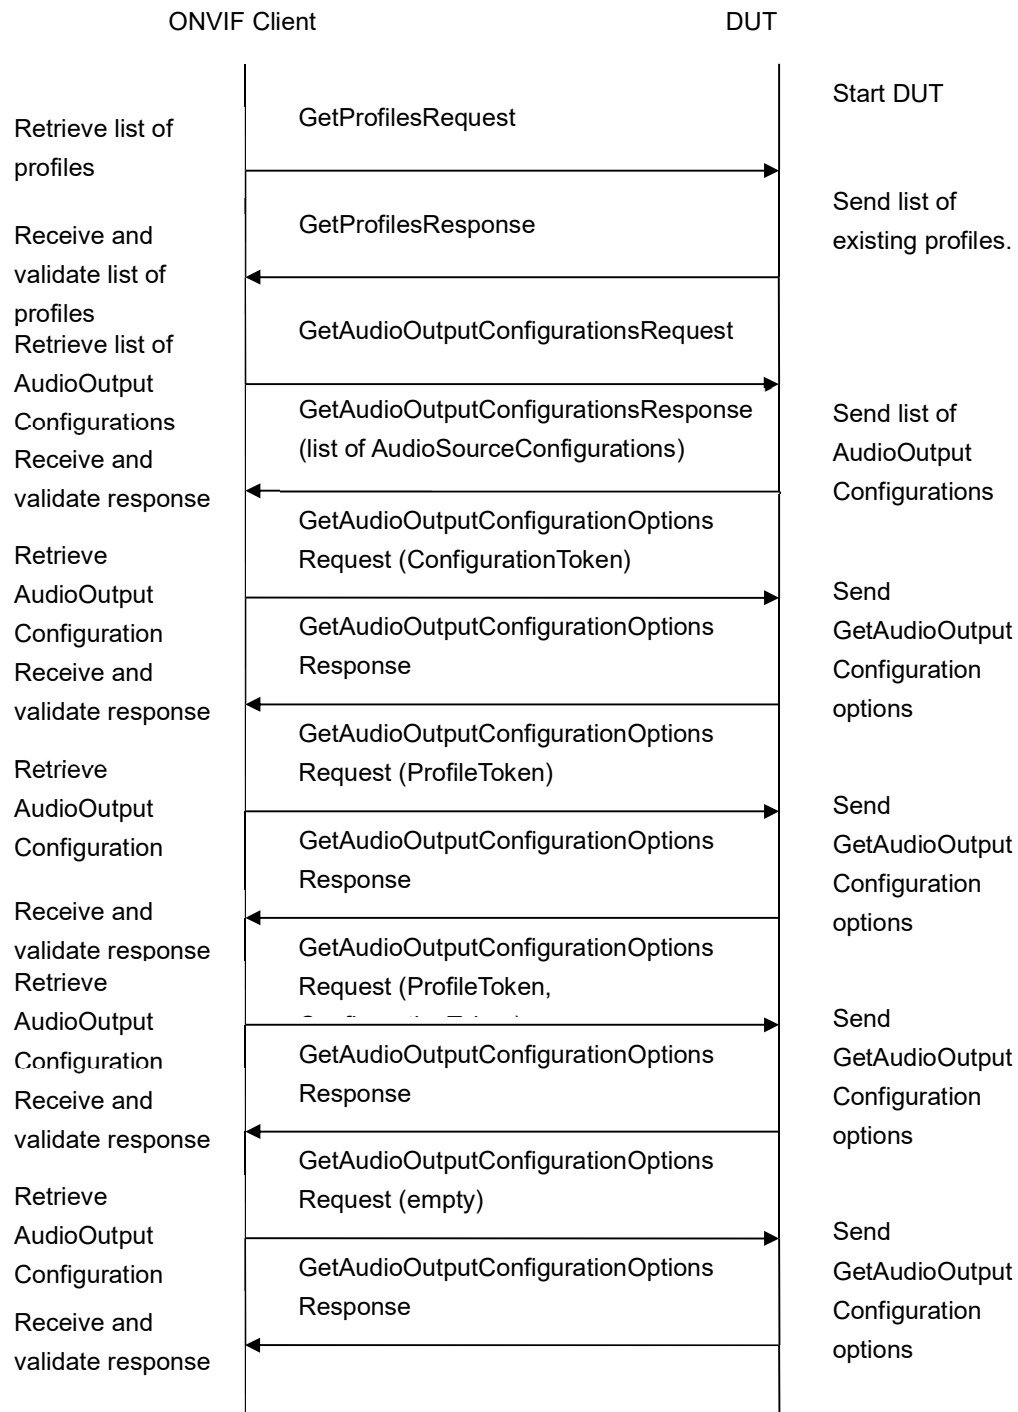 ONVIF Client
DUT
Start DUT
Retrieve list of
profiles
GetProfilesRequest
Send list of
existing profiles.
GetProfilesResponse
Receive and
validate list of
profiles
Retrieve list of
AudioOutput
Configurations
GetAudioOutputConfigurationsRequest
GetAudioOutputConfigurationsResponse
(list of AudioSourceConfigurations)
Send list of
AudioOutput
Configurations
Receive and
validate response
GetAudioOutputConfigurationOptions
Request (ConfigurationToken)
Retrieve
AudioOutput
Configuration
Send
GetAudioOutput
Configuration
options
GetAudioOutputConfigurationOptions
Response
Receive and
validate response
GetAudioOutputConfigurationOptions
Request (ProfileToken)
Retrieve
AudioOutput
Configuration
Send
GetAudioOutput
Configuration
options
GetAudioOutputConfigurationOptions
Response
Receive and
validate response
GetAudioOutputConfigurationOptions
Request (ProfileToken,
Retrieve
AudioOutput
Configuration
Send
GetAudioOutput
Configuration
options
GetAudioOutputConfigurationOptions
Response
Receive and
validate response
GetAudioOutputConfigurationOptions
Request (empty)
Retrieve
AudioOutput
Configuration
Send
GetAudioOutput
Configuration
options
GetAudioOutputConfigurationOptions
Response
Receive and
validate response